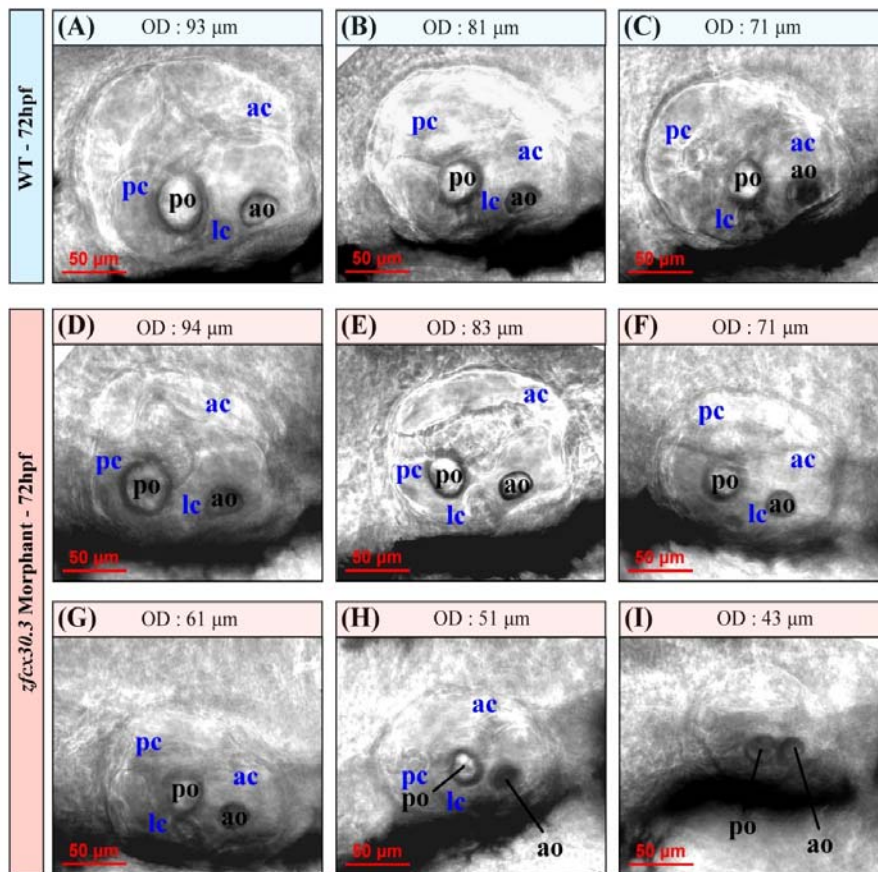 WT - 72hpf
(A) OD : 93 µm
ac
pc
po
ao
lc
50 µm
(B) OD : 81 µm
pc
ac
po
lc
ao
50 µm
(C) OD : 71 µm
pc
ac
po
ao
lc
50 µm
zfcx30.3 Morphant - 72hpf
(D) OD : 94 µm
ac
pc
po
lc
ao
50 µm
(E) OD : 83 µm
ac
pc
po
ao
lc
50 µm
(F) OD : 71 µm
pc
ac
po
lc
ao
50 µm
(G) OD : 61 µm
pc
ac
po
lc
ao
50 µm
(H) OD : 51 µm
ac
pc
po
lc
ao
50 µm
(I) OD : 43 µm
po
ao
50 µm